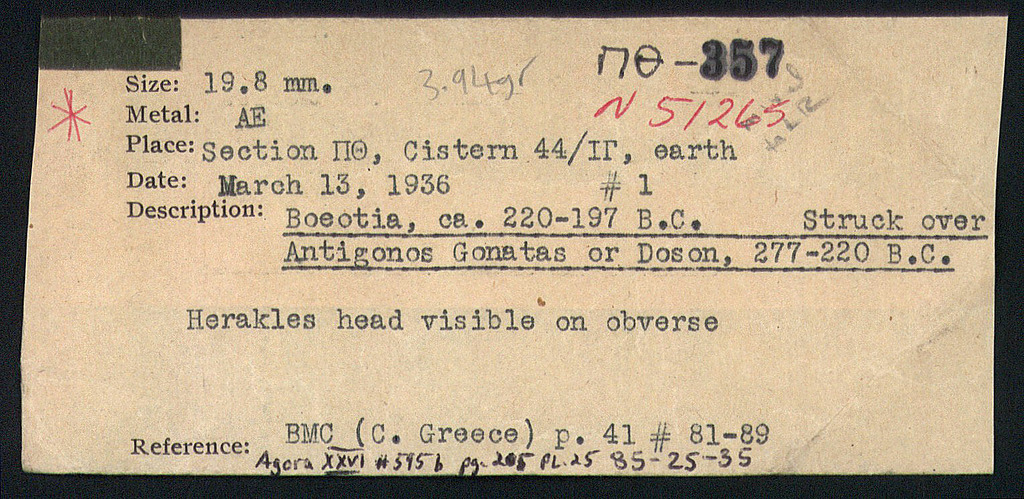 ΠΘ-357
Size: 19.8 mm. 3.94gr
N 51265
Metal: AE
Place: Section ΠΘ, Cistern 44/ΙΓ, earth
Date: March 13, 1936 # 1
Description: Boeotia, ca. 220-197 B.C. Struck over
Antigonos Gonatas or Doson, 277-220 B.C.
Herakles head visible on obverse
Reference: BMC (C. Greece) p. 41 # 81-89
Agora XXVI #595b pg. 205 PL. 25 85-25-35